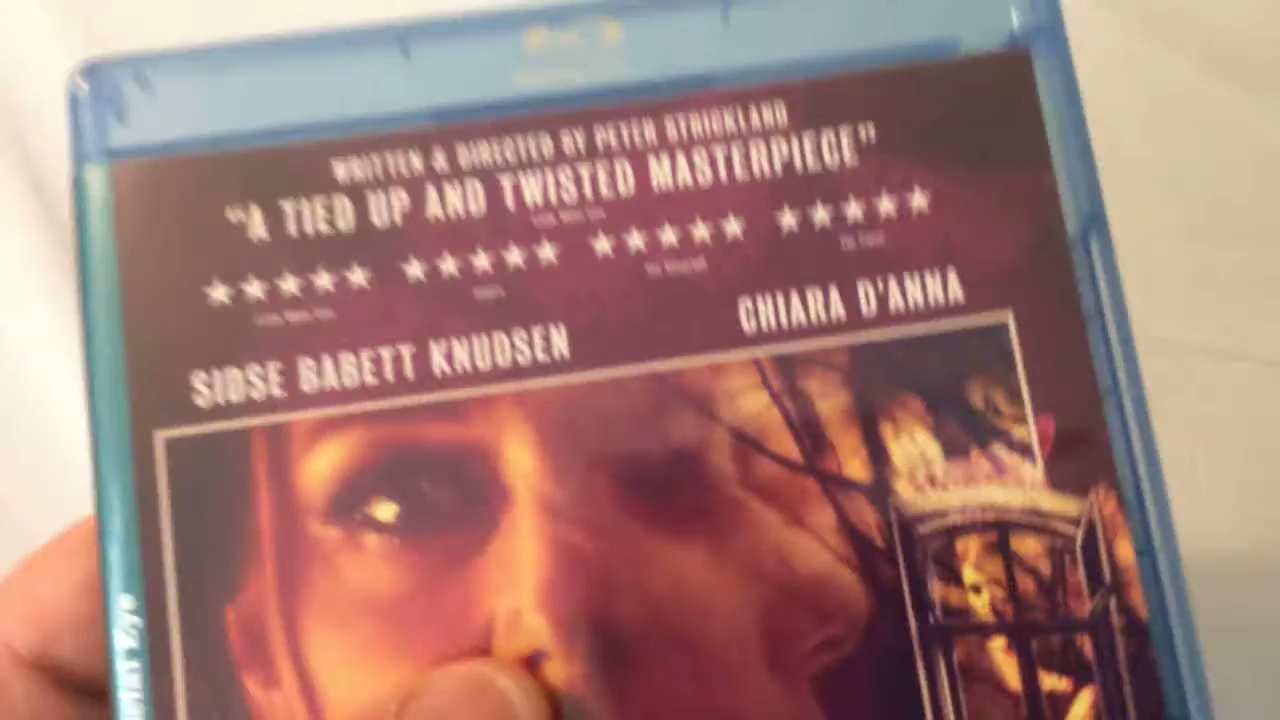 WRITTEN & DIRECTED BY PETER STRICKLAND
"A TIED UP AND TWISTED MASTERPIECE"
★★★★★ ★★★★★ ★★★★★ ★★★★★
SIDSE BABETT KNUDSEN
CHIARA D'ANNA